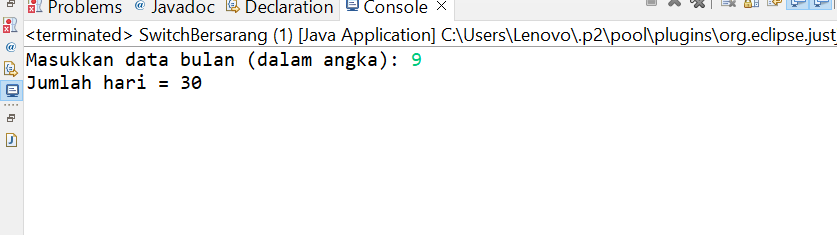 Problems @ Javadoc Declaration Console ×
<terminated> SwitchBersarang (1) [Java Application] C:\Users\Lenovo\.p2\pool\plugins\org.eclipse.just
Masukkan data bulan (dalam angka): 9
Jumlah hari = 30